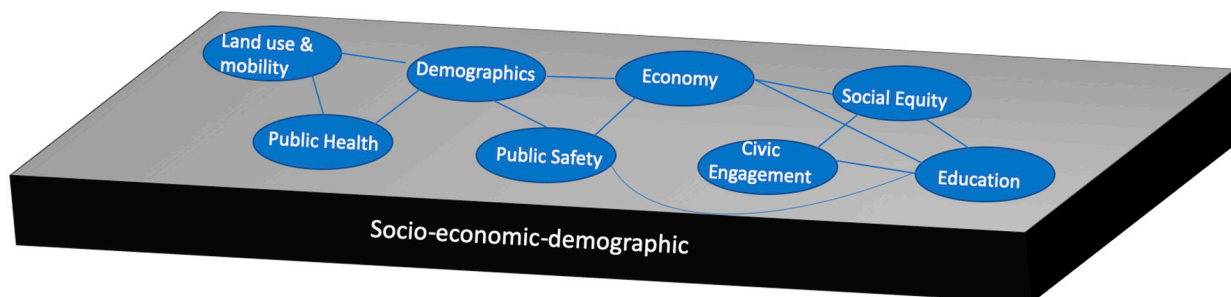 Land use &
mobility
Demographics
Economy
Social Equity
Public Health
Public Safety
Civic
Engagement
Education
Socio-economic-demographic